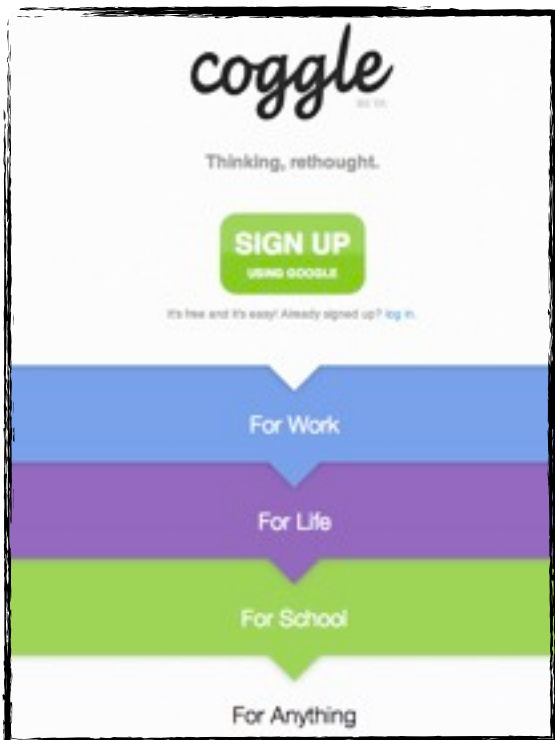 coggle
BETA
Thinking, rethought.
SIGN UP
USING GOOGLE
It's free and it's easy! Already signed up? log in.
For Work
For Life
For School
For Anything